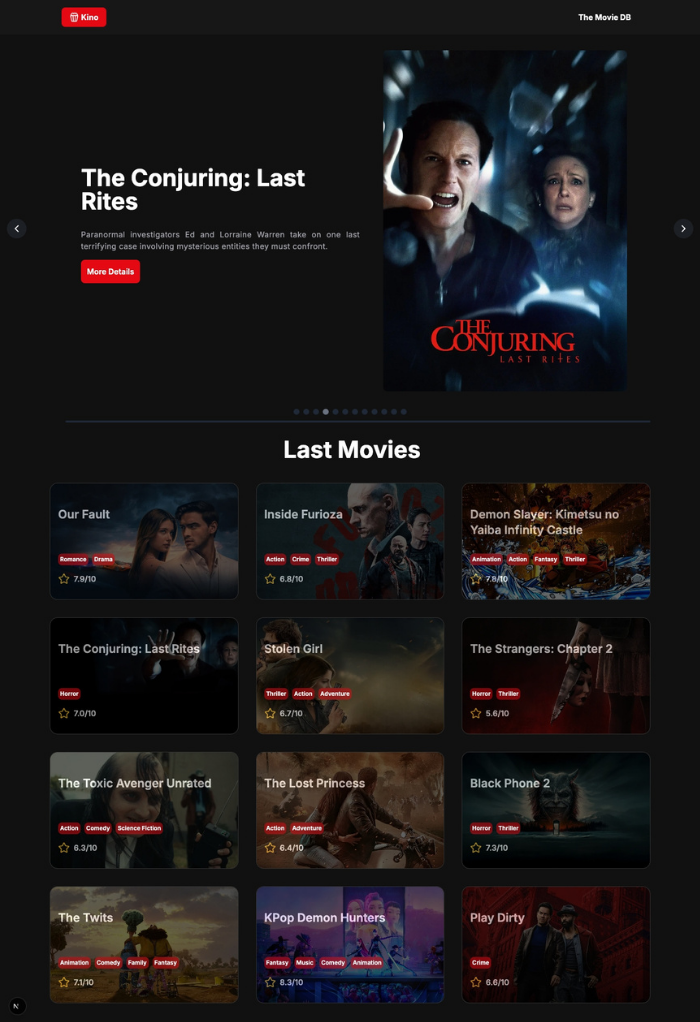 Kino
The Movie DB
The Conjuring: Last
Rites
Paranormal investigators Ed and Lorraine Warren take on one last
terrifying case involving mysterious entities they must confront.
More Details
THE
CONJURING
LAST RITES
Last Movies
Our Fault
Romance Drama
7.9/10
Inside Furioza
Action Crime Thriller
6.8/10
Demon Slayer: Kimetsu no
Yaiba Infinity Castle
Animation Action Fantasy Thriller
7.8/10
The Conjuring: Last Rites
Horror
7.0/10
Stolen Girl
Thriller Action Adventure
6.7/10
The Strangers: Chapter 2
Horror Thriller
5.6/10
The Toxic Avenger Unrated
Action Comedy Science Fiction
6.3/10
The Lost Princess
Action Adventure
6.4/10
Black Phone 2
Horror Thriller
7.3/10
The Twits
Animation Comedy Family Fantasy
7.1/10
KPop Demon Hunters
Fantasy Music Comedy Animation
8.3/10
Play Dirty
Crime
6.6/10
N